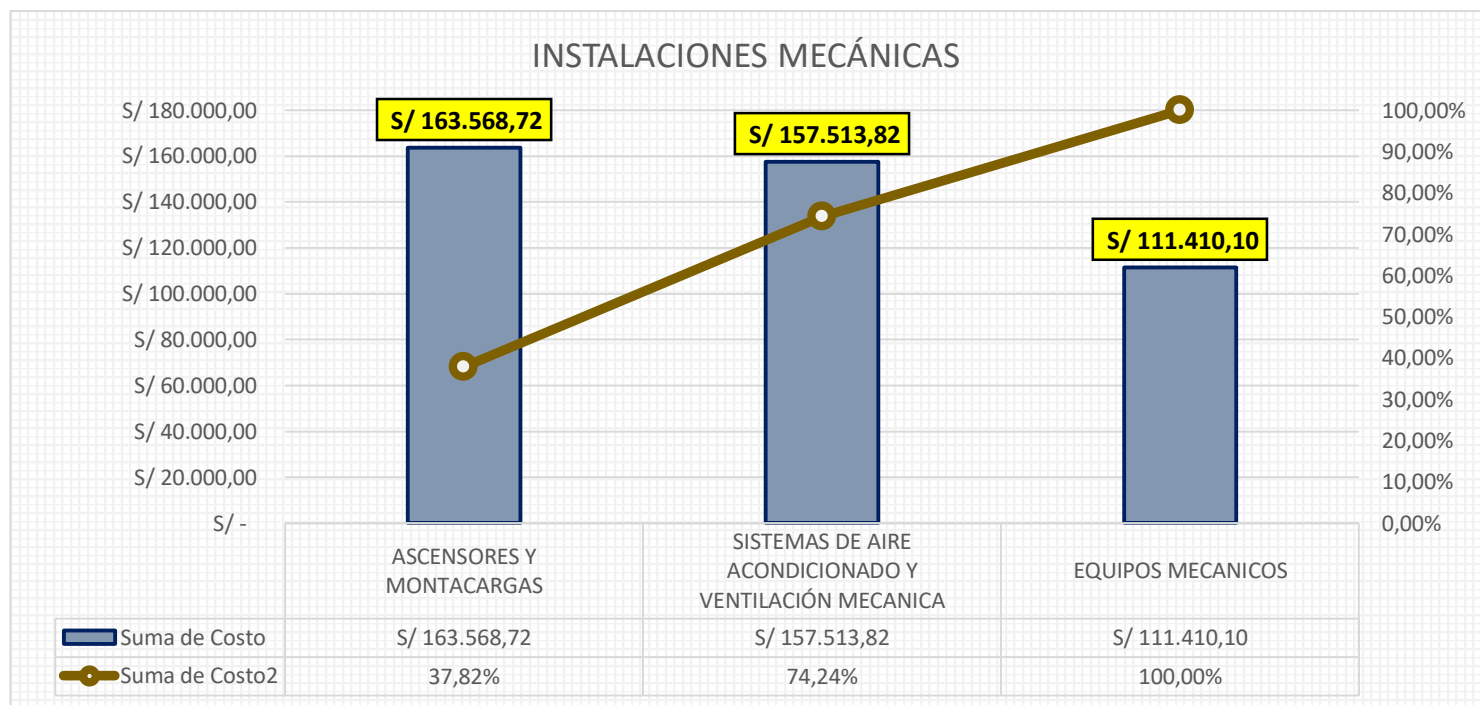 INSTALACIONES MECÁNICAS
S/ 180.000,00
S/ 160.000,00
S/ 140.000,00
S/ 120.000,00
S/ 100.000,00
S/ 80.000,00
S/ 60.000,00
S/ 40.000,00
S/ 20.000,00
S/ -
S/ 163.568,72
S/ 157.513,82
S/ 111.410,10
100,00%
90,00%
80,00%
70,00%
60,00%
50,00%
40,00%
30,00%
20,00%
10,00%
0,00%
ASCENSORES Y
MONTACARGAS
SISTEMAS DE AIRE
ACONDICIONADO Y
VENTILACIÓN MECANICA
EQUIPOS MECANICOS
Suma de Costo S/ 163.568,72 S/ 157.513,82 S/ 111.410,10
Suma de Costo2 37,82% 74,24% 100,00%